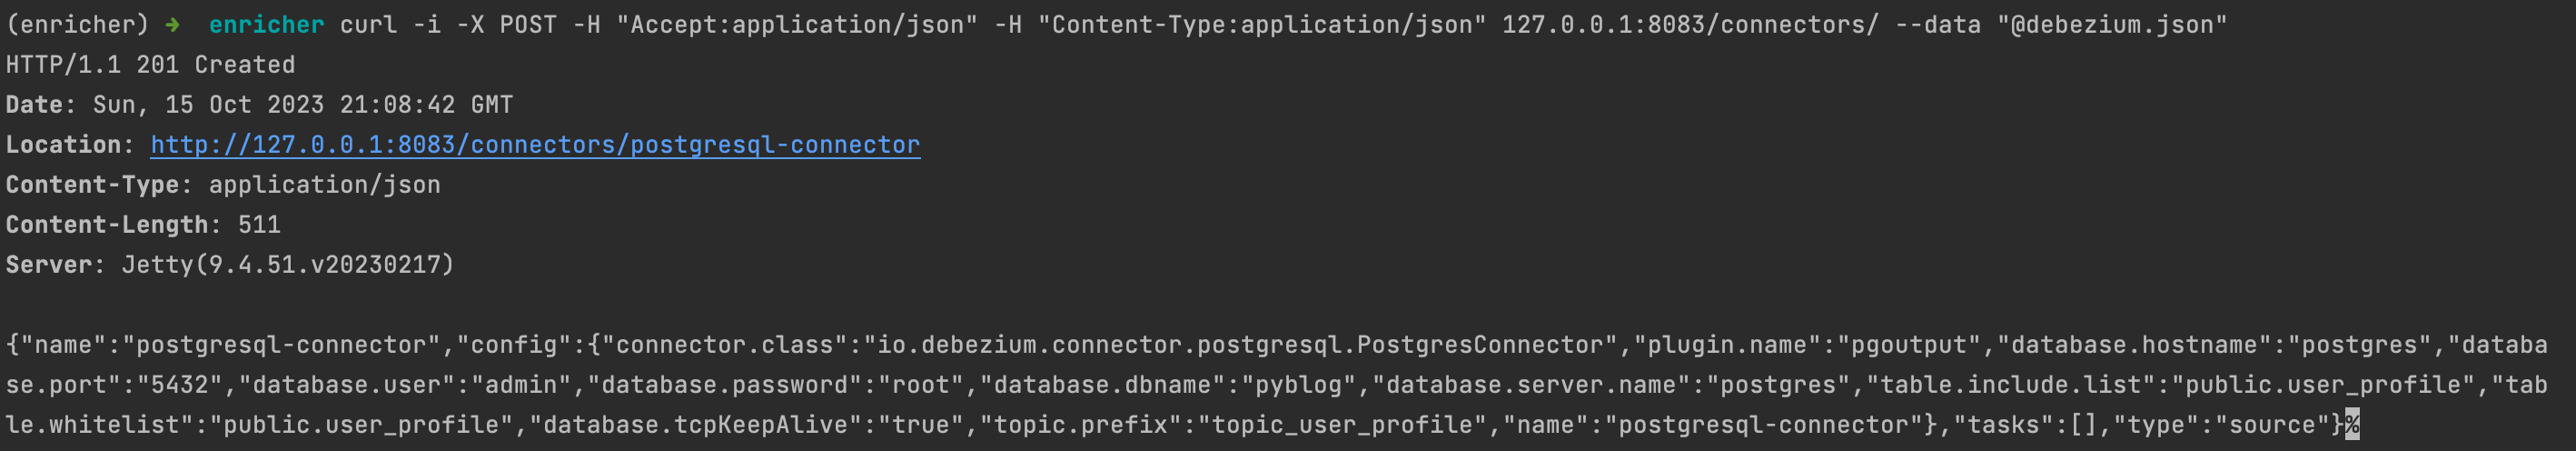 (enricher) ➜  enricher curl -i -X POST -H "Accept:application/json" -H "Content-Type:application/json" 127.0.0.1:8083/connectors/ --data "@debezium.json"
HTTP/1.1 201 Created
Date: Sun, 15 Oct 2023 21:08:42 GMT
Location: http://127.0.0.1:8083/connectors/postgresql-connector
Content-Type: application/json
Content-Length: 511
Server: Jetty(9.4.51.v20230217)
{"name":"postgresql-connector","config":{"connector.class":"io.debezium.connector.postgresql.PostgresConnector","plugin.name":"pgoutput","database.hostname":"postgres","databa
se.port":"5432","database.user":"admin","database.password":"root","database.dbname":"pyblog","database.server.name":"postgres","table.include.list":"public.user_profile","tab
le.whitelist":"public.user_profile","database.tcpKeepAlive":"true","topic.prefix":"topic_user_profile","name":"postgresql-connector"},"tasks":[],"type":"source"}%